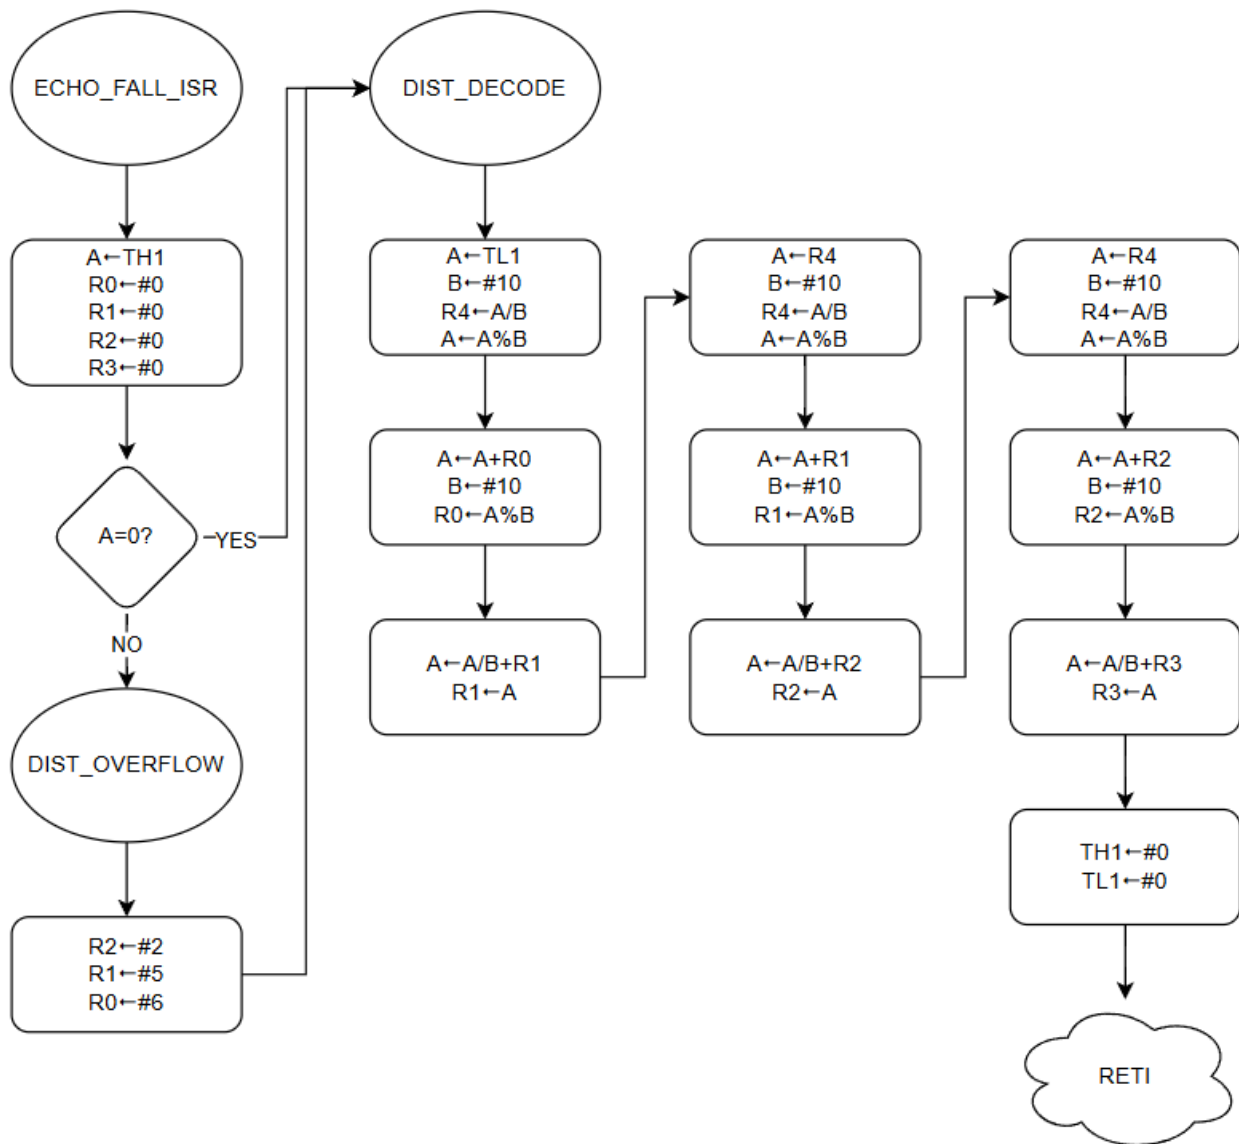 ECHO_FALL_ISR
A←TH1
R0←#0
R1←#0
R2←#0
R3←#0
A=0?
YES
NO
DIST_OVERFLOW
R2←#2
R1←#5
R0←#6
DIST_DECODE
A←TL1
B←#10
R4←A/B
A←A%B
A←A+R0
B←#10
R0←A%B
A←A/B+R1
R1←A
A←R4
B←#10
R4←A/B
A←A%B
A←A+R1
B←#10
R1←A%B
A←A/B+R2
R2←A
A←R4
B←#10
R4←A/B
A←A%B
A←A+R2
B←#10
R2←A%B
A←A/B+R3
R3←A
TH1←#0
TL1←#0
RETI